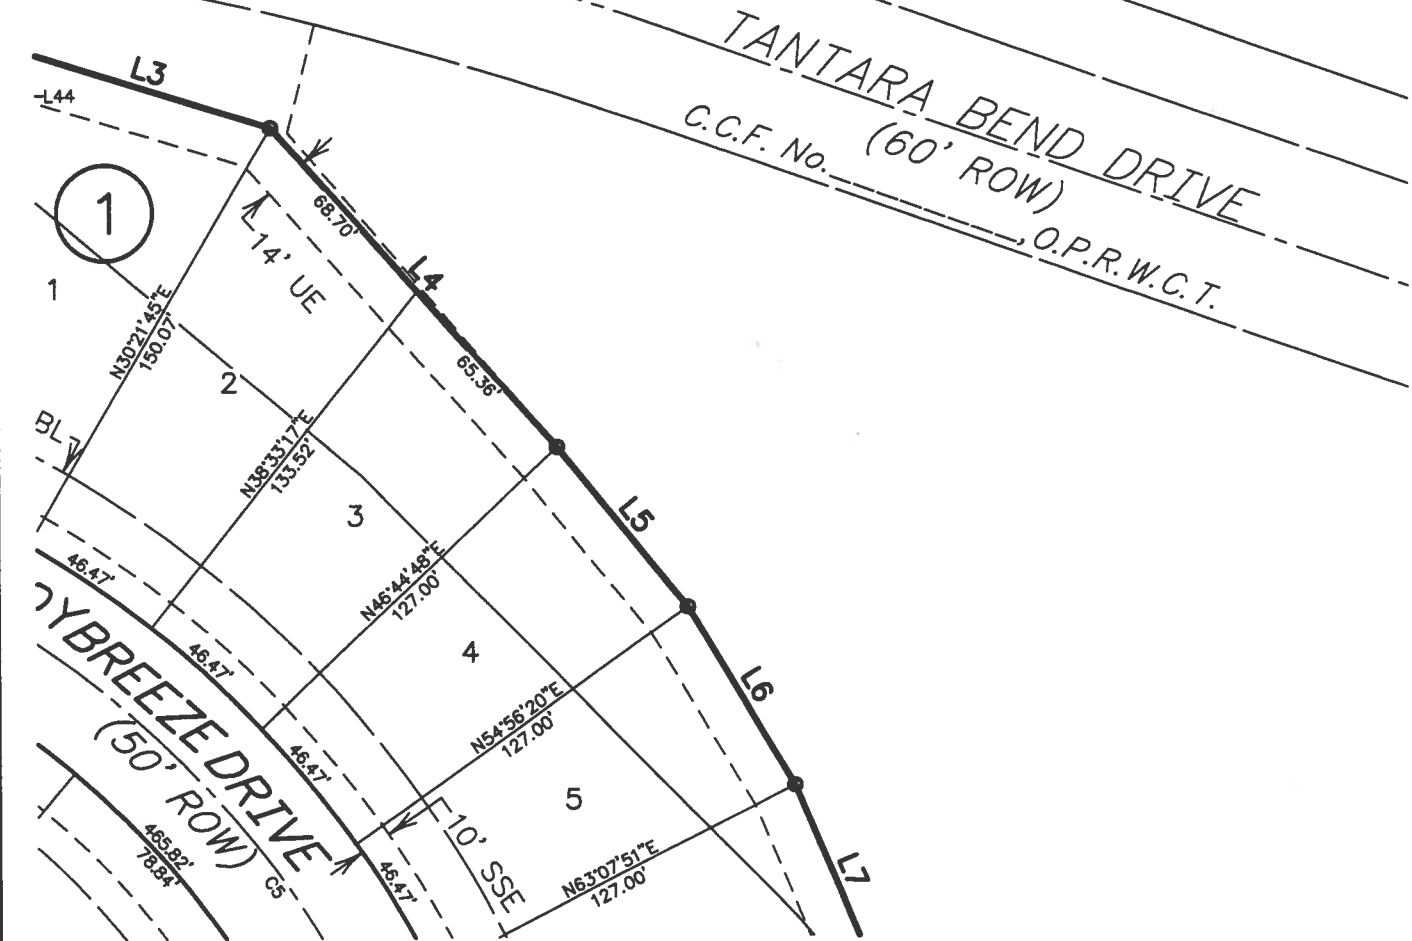 TANTARA BEND DRIVE
(60' ROW)
C.C.F. No. ____________, O.P.R.W.C.T.
L3
L44
1
1
68.70'
L4
14' UE
N30°21'45"E
150.07'
2
65.36'
BL
N38°33'17"E
133.52'
3
L5
46.47'
N46°44'48"E
127.00'
46.47'
4
L6
DYBREEZE DRIVE
(50' ROW)
N54°56'20"E
127.00'
46.47'
5
10' SSE
465.82'
78.84'
C5
46.47'
N63°07'51"E
127.00'
L7